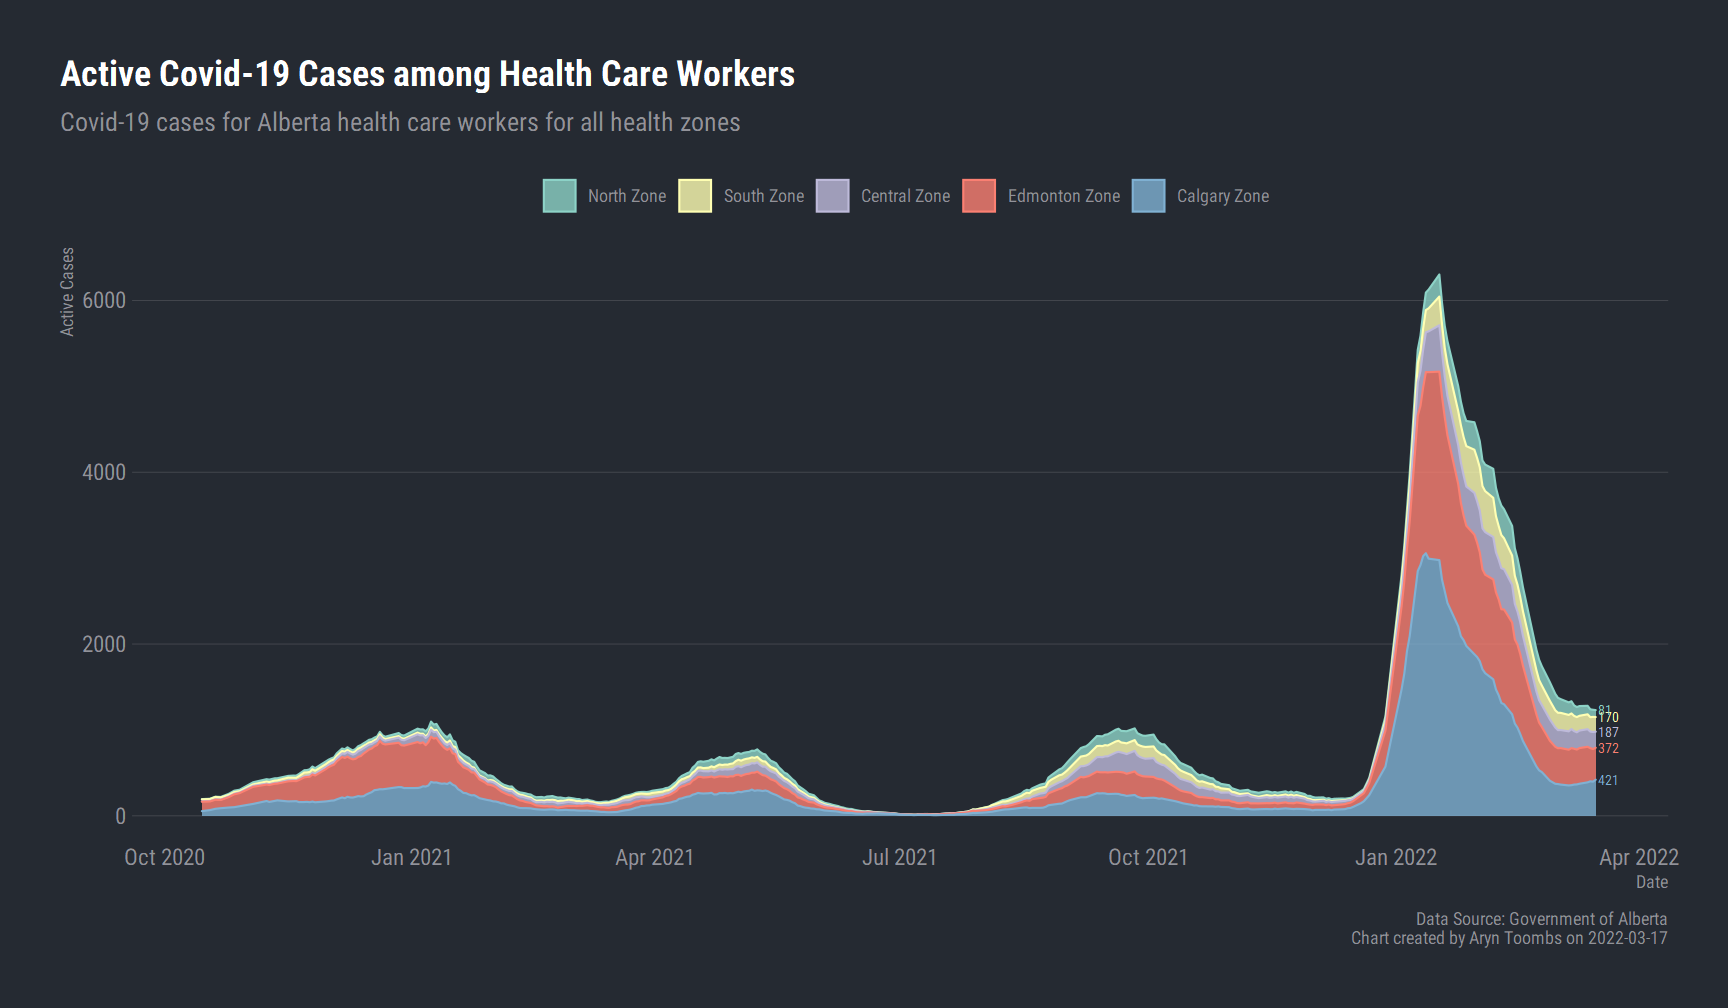 Active Covid-19 Cases among Health Care Workers
Covid-19 cases for Alberta health care workers for all health zones
North Zone South Zone Central Zone Edmonton Zone Calgary Zone
Active Cases
6000
4000
2000
0
81
170
187
372
421
Oct 2020 Jan 2021 Apr 2021 Jul 2021 Oct 2021 Jan 2022 Apr 2022
Date
Data Source: Government of Alberta
Chart created by Aryn Toombs on 2022-03-17